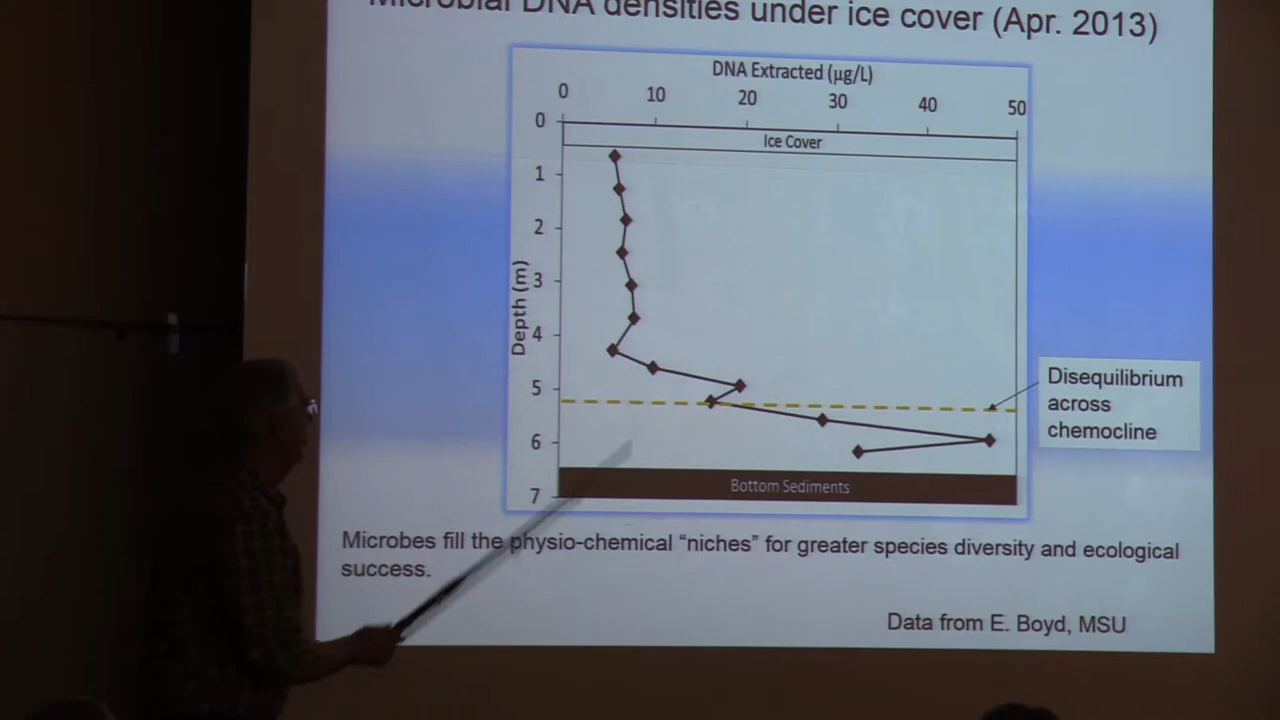 Microbial DNA densities under ice cover (Apr. 2013)
DNA Extracted (µg/L)
0 10 20 30 40 50
0
Ice Cover
1
2
3
4
5
6
7
Depth (m)
Disequilibrium
across
chemocline
Bottom Sediments
Microbes fill the physio-chemical “niches” for greater species diversity and ecological
success.
Data from E. Boyd, MSU